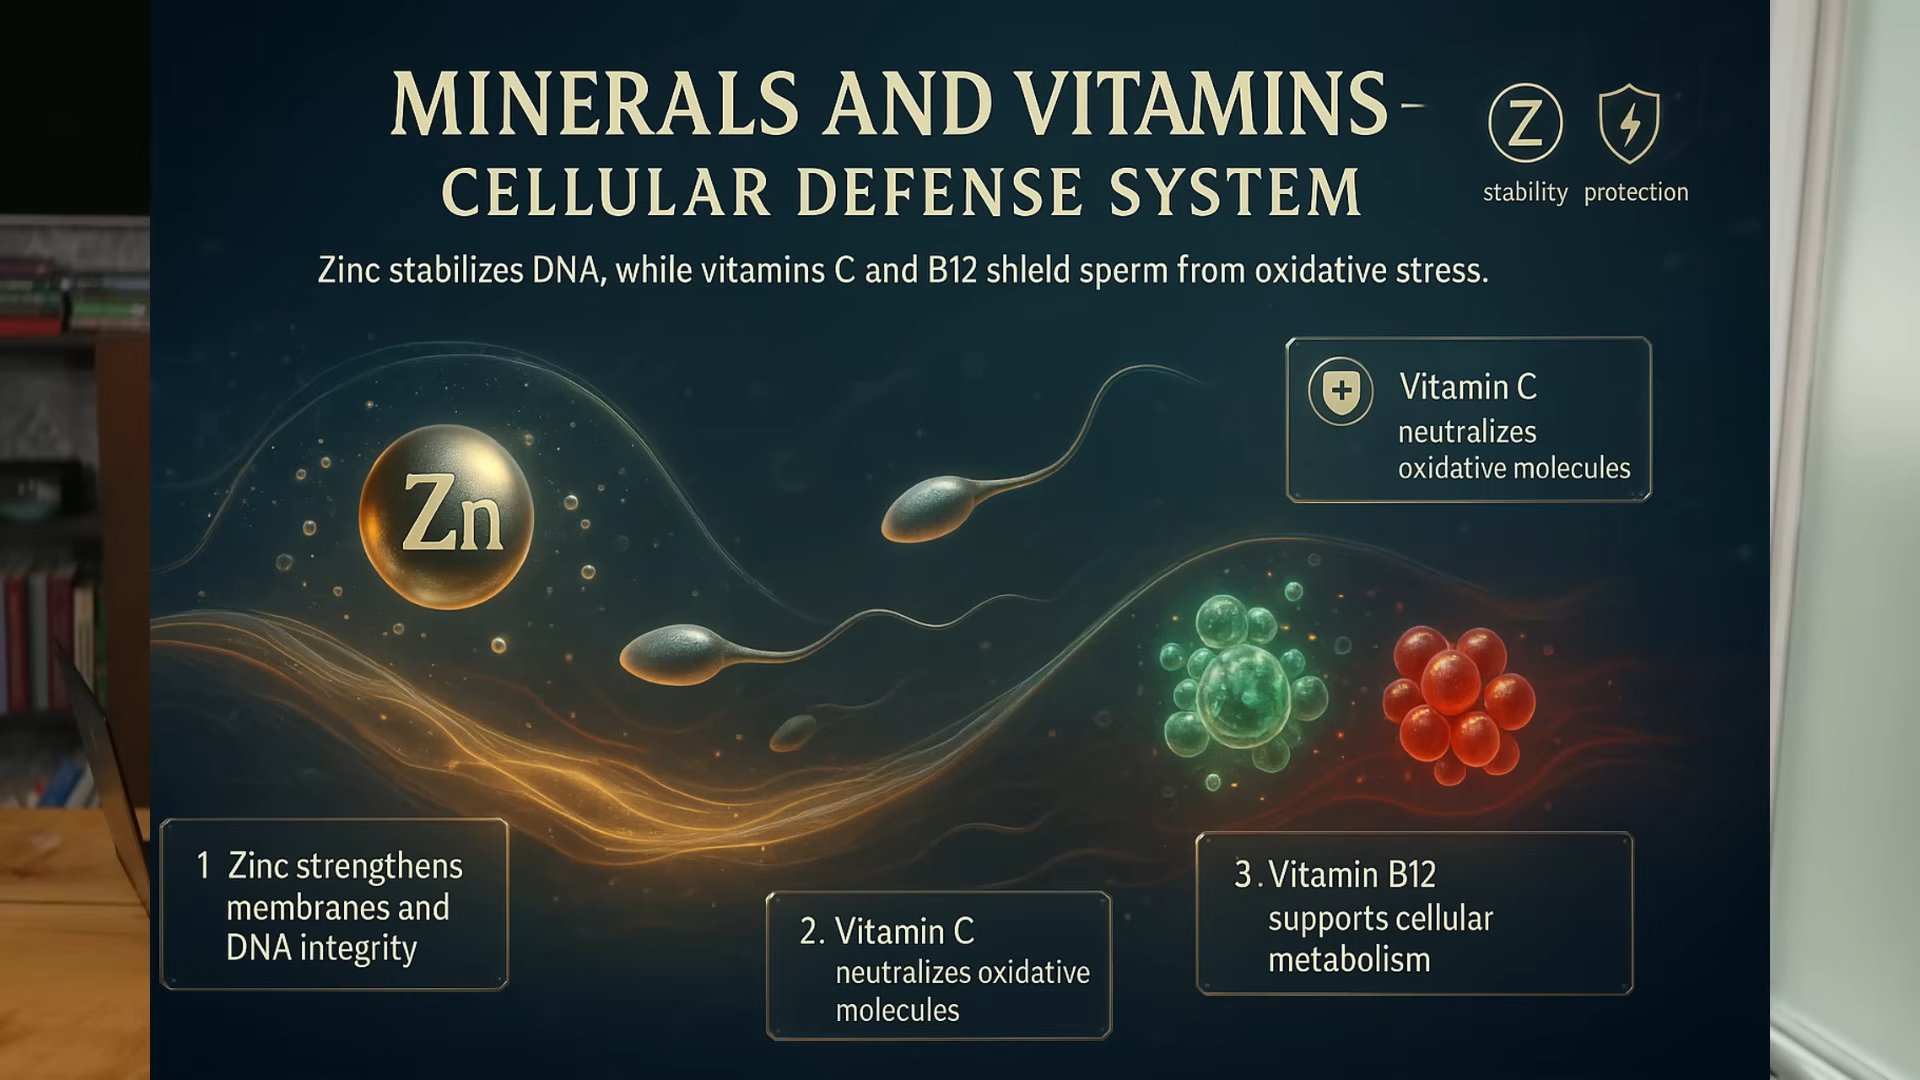 MINERALS AND VITAMINS–
CELLULAR DEFENSE SYSTEM
Z
stability protection
Zinc stabilizes DNA, while vitamins C and B12 shleld sperm from oxidative stress.
Vitamin C
neutralizes
oxidative molecules
Zn
1 Zinc strengthens
membranes and
DNA integrity
2. Vitamin C
neutralizes oxidative
molecules
3. Vitamin B12
supports cellular
metabolism